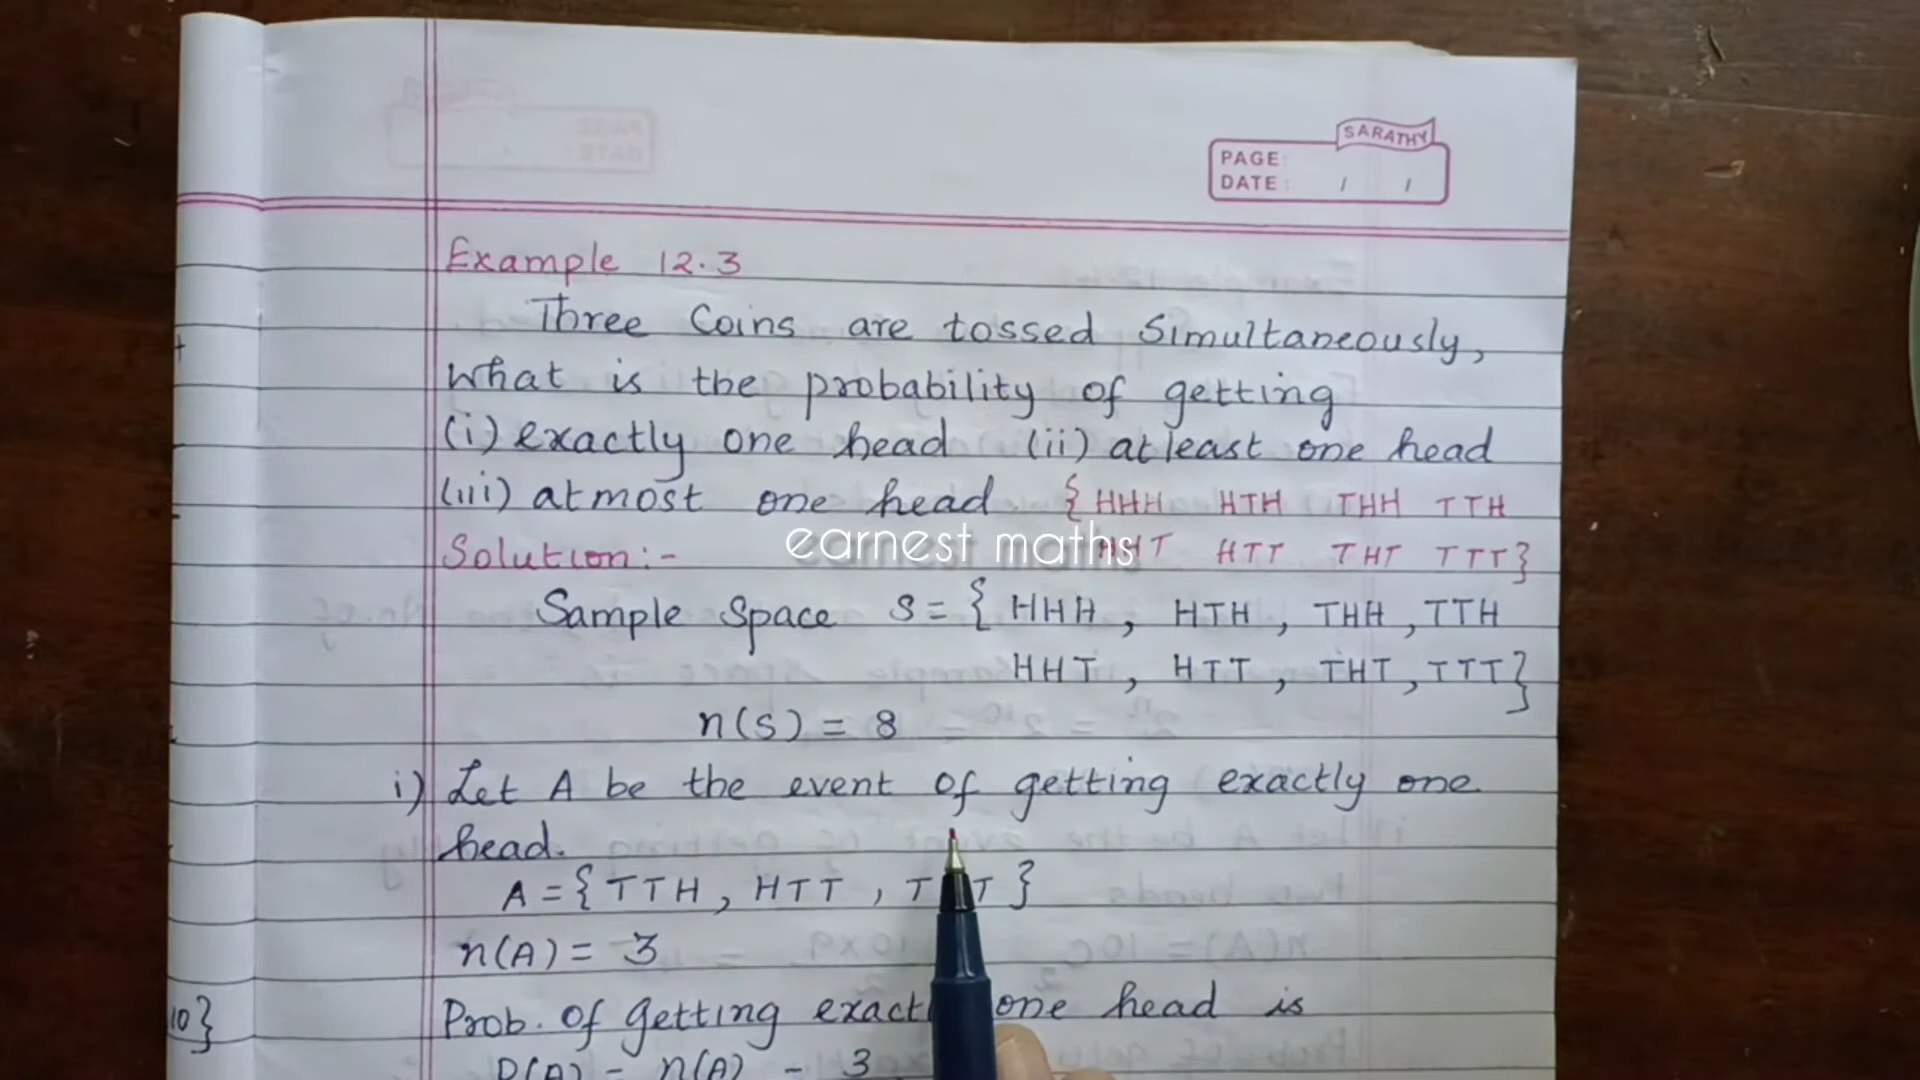 SARATHY
PAGE:
DATE: / /
Example 12.3
Three Coins are tossed Simultaneously,
What is the probability of getting
(i) exactly one head (ii) atleast one head
(iii) atmost one head {HHH HTH THH TTH
earnest maths
Solution:- HHT HTT THT TTT}
Sample Space S = { HHH, HTH, THH, TTH
HHT, HTT, THT, TTT}
n(S) = 8
i) Let A be the event of getting exactly one
head.
A = { TTH, HTT, T T }
n(A) = 3
10} Prob. of getting exact one head is
P(A) = n(A) = 3